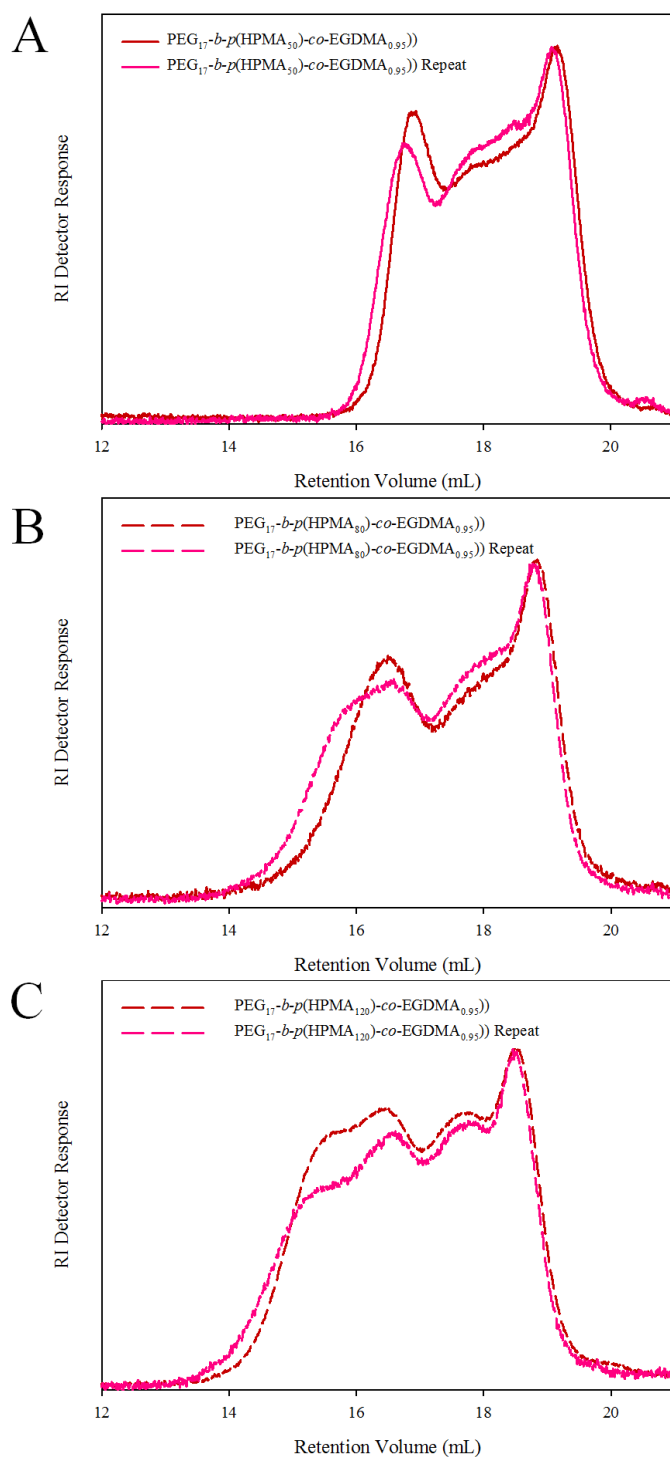 A
PEG17-b-p(HPMA50)-co-EGDMA0.95))
PEG17-b-p(HPMA50)-co-EGDMA0.95)) Repeat
RI Detector Response
12 14 16 18 20
Retention Volume (mL)
B
PEG17-b-p(HPMA80)-co-EGDMA0.95))
PEG17-b-p(HPMA80)-co-EGDMA0.95)) Repeat
RI Detector Response
12 14 16 18 20
Retention Volume (mL)
C
PEG17-b-p(HPMA120)-co-EGDMA0.95))
PEG17-b-p(HPMA120)-co-EGDMA0.95)) Repeat
RI Detector Response
12 14 16 18 20
Retention Volume (mL)